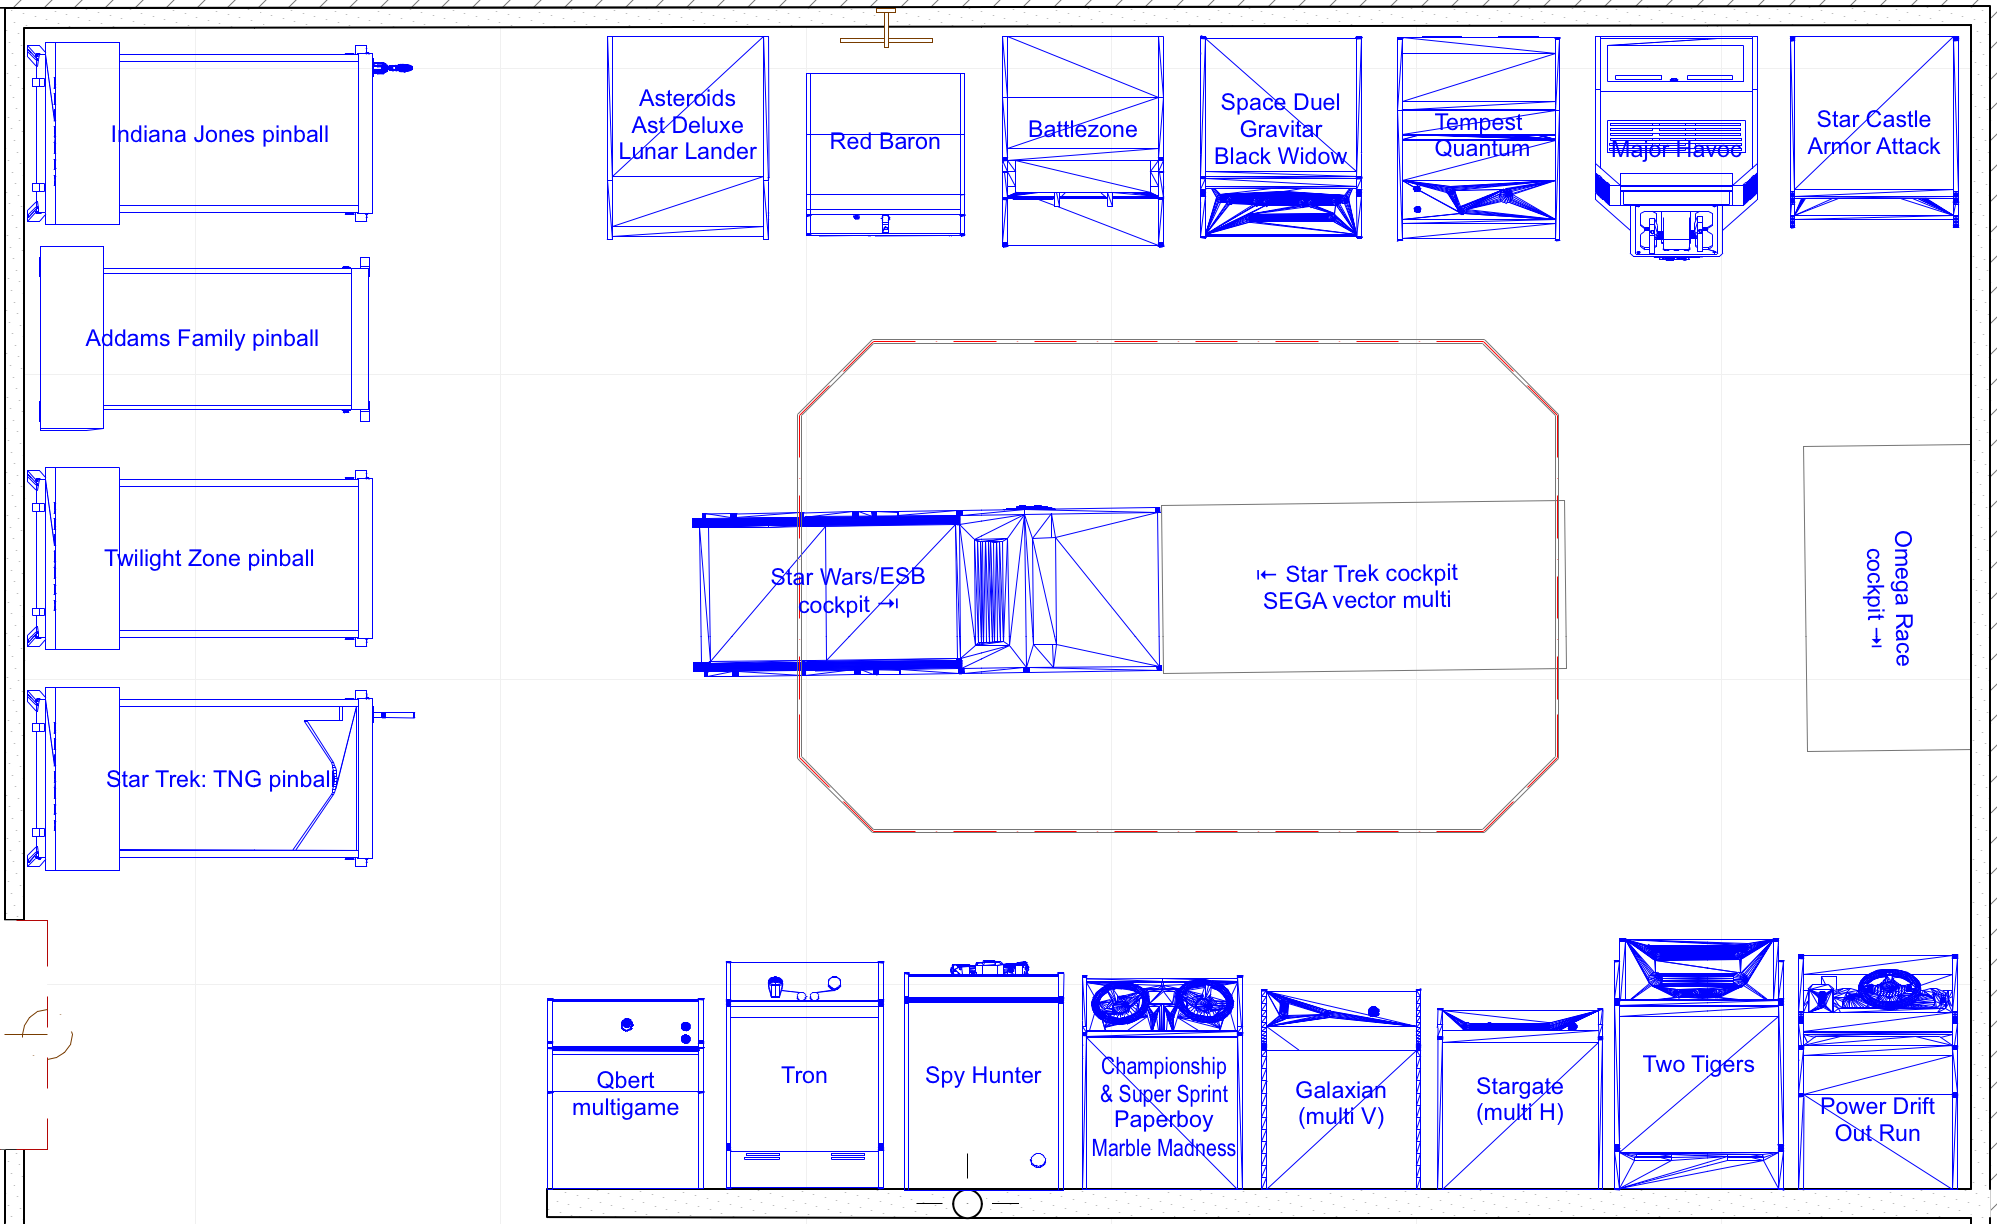 Indiana Jones pinball
Asteroids
Ast Deluxe
Lunar Lander
Red Baron
Battlezone
Space Duel
Gravitar
Black Widow
Tempest
Quantum
Major Havoc
Star Castle
Armor Attack
Addams Family pinball
Twilight Zone pinball
Star Wars/ESB
cockpit ⇥
⇤ Star Trek cockpit
SEGA vector multi
Omega Race
cockpit ⇥
Star Trek: TNG pinball
Qbert
multigame
Tron
Spy Hunter
Championship
& Super Sprint
Paperboy
Marble Madness
Galaxian
(multi V)
Stargate
(multi H)
Two Tigers
Power Drift
Out Run